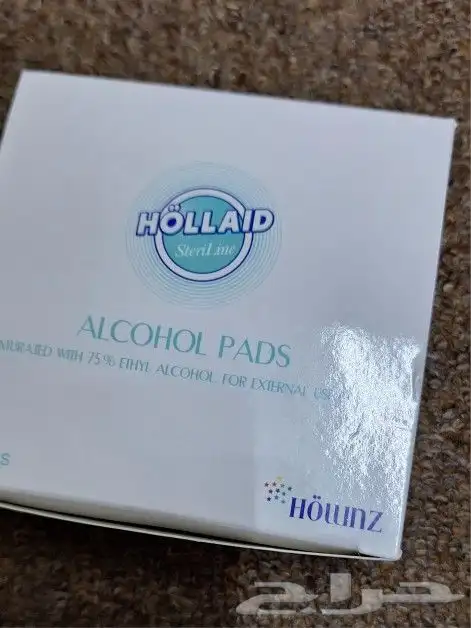 HÖLLAID
SteriLine
ALCOHOL PADS
WITH 75% ETHYL ALCOHOL FOR EXTERNAL
S
HÖWNZ
حراج